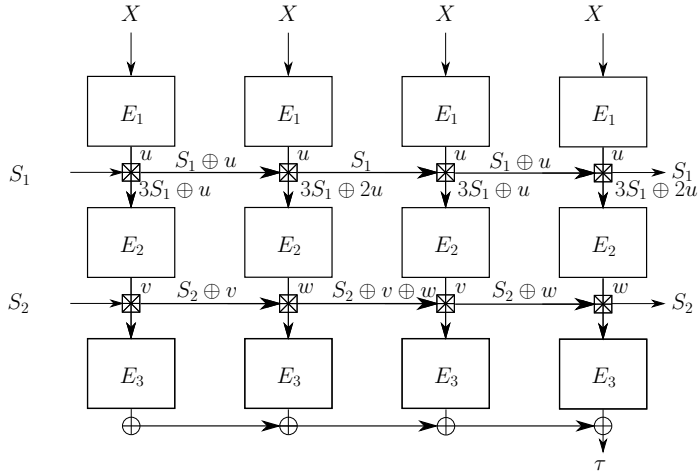 X X X X
E₁ E₁ E₁ E₁
u u u u
S₁ S₁ ⊕ u S₁ S₁ ⊕ u S₁
3S₁ ⊕ u 3S₁ ⊕ 2u 3S₁ ⊕ u 3S₁ ⊕ 2u
E₂ E₂ E₂ E₂
v w v w
S₂ S₂ ⊕ v S₂ ⊕ v ⊕ w S₂ ⊕ w S₂
E₃ E₃ E₃ E₃
τ